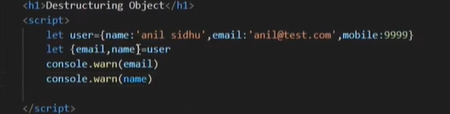 <h1>Destructuring Object</h1>
<script>
let user={name:'anil sidhu',email:'anil@test.com',mobile:9999}
let {email,name}=user
console.warn(email)
console.warn(name)
</script>